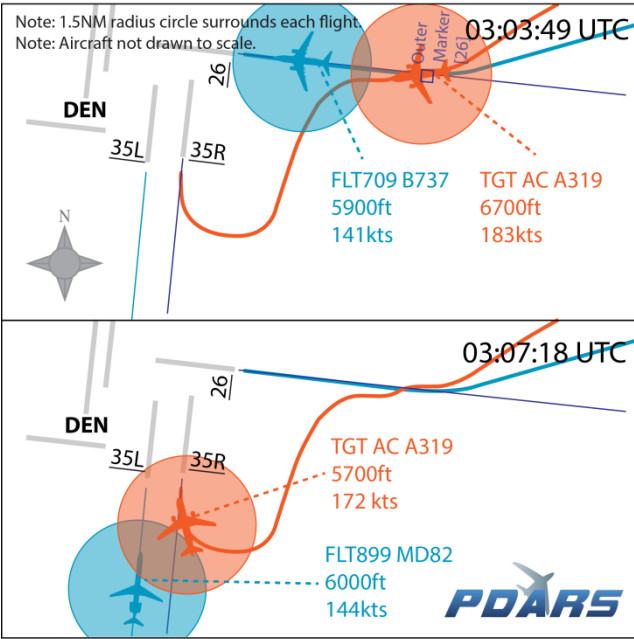 Note: 1.5NM radius circle surrounds each flight.
Note: Aircraft not drawn to scale.
03:03:49 UTC
Outer
Marker
[26]
26
DEN
35L
35R
FLT709 B737
5900ft
141kts
TGT AC A319
6700ft
183kts
N
03:07:18 UTC
26
DEN
35L
35R
TGT AC A319
5700ft
172 kts
FLT899 MD82
6000ft
144kts
PDARS